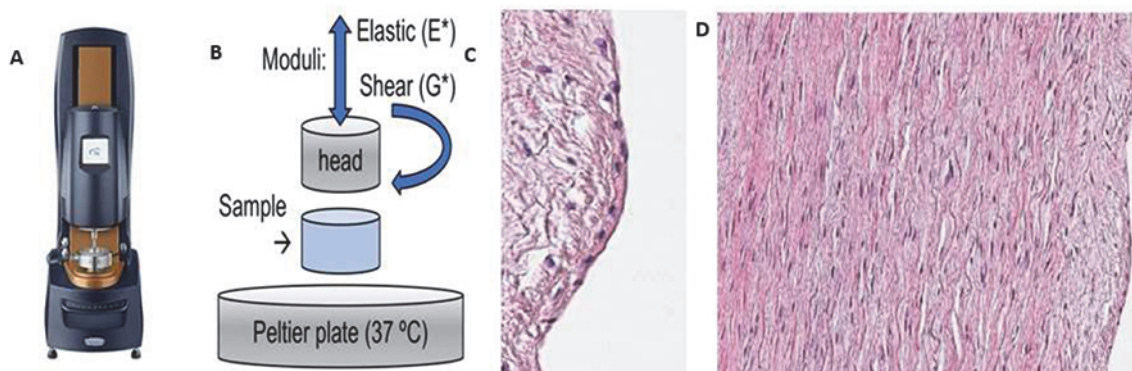 A
B
Elastic (E*)
Moduli:
Shear (G*)
head
Sample
→
Peltier plate (37 ºC)
C
D